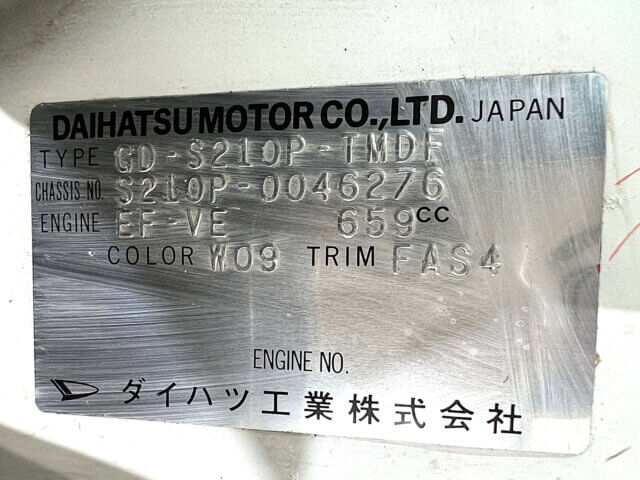 DAIHATSU MOTOR CO.,LTD. JAPAN
TYPE GD-S210P-TMDF
CHASSIS NO. S210P-0046276
ENGINE EF-VE 659CC
COLOR W09 TRIM FAS4
ENGINE NO.
ダイハツ工業株式会社